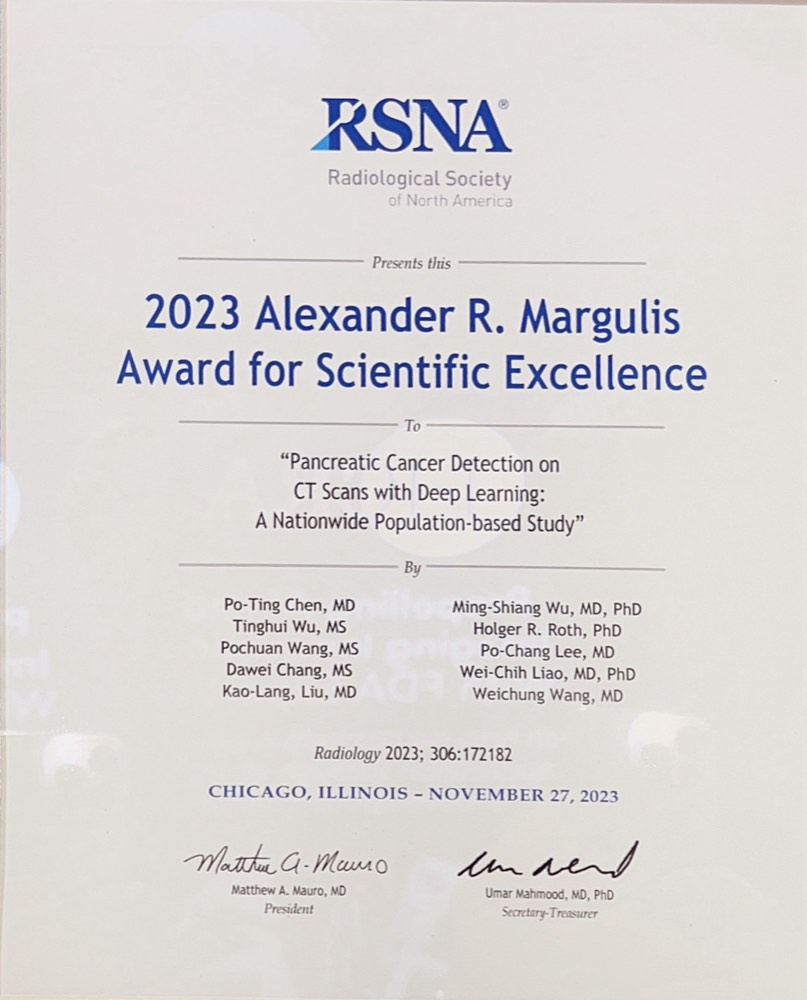 RSNA®
Radiological Society
of North America
Presents this
2023 Alexander R. Margulis
Award for Scientific Excellence
To
“Pancreatic Cancer Detection on
CT Scans with Deep Learning:
A Nationwide Population-based Study”
By
Po-Ting Chen, MD
Tinghui Wu, MS
Pochuan Wang, MS
Dawei Chang, MS
Kao-Lang, Liu, MD
Ming-Shiang Wu, MD, PhD
Holger R. Roth, PhD
Po-Chang Lee, MD
Wei-Chih Liao, MD, PhD
Weichung Wang, MD
Radiology 2023; 306:172182
CHICAGO, ILLINOIS – NOVEMBER 27, 2023
Matthew A. Mauro
Matthew A. Mauro, MD
President
Umar Mahmood, MD, PhD
Secretary-Treasurer